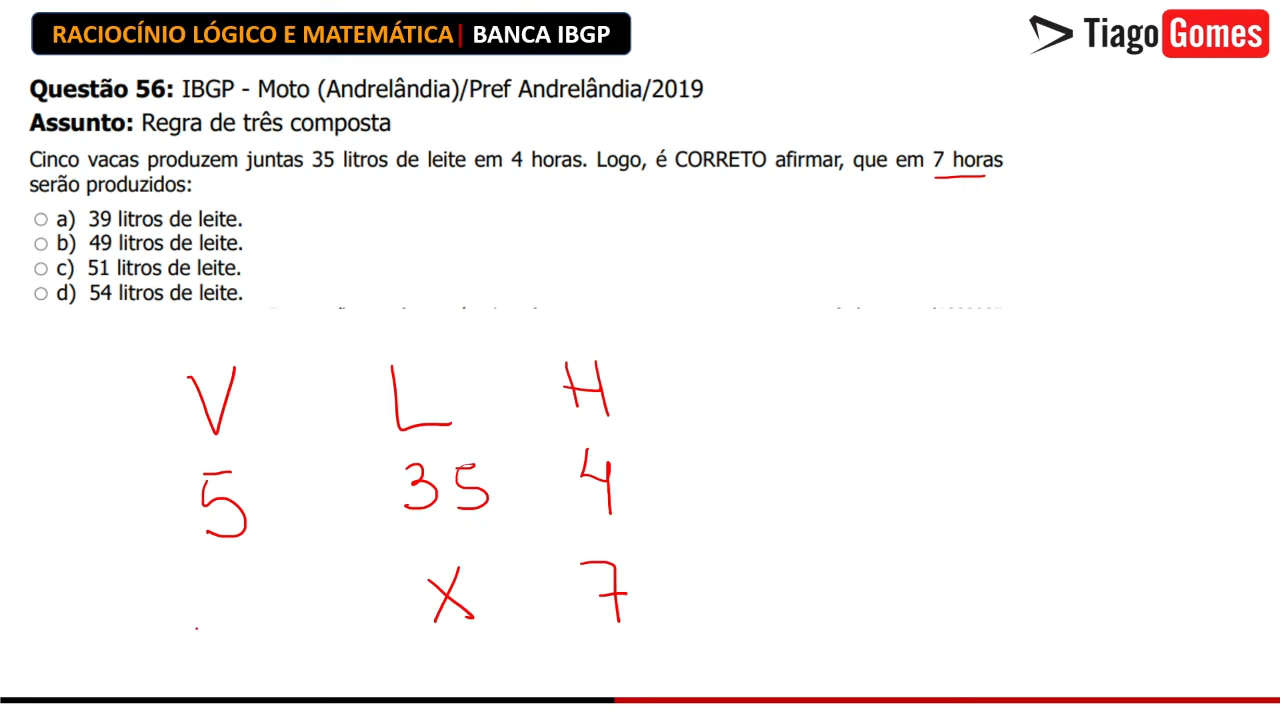 RACIOCÍNIO LÓGICO E MATEMÁTICA| BANCA IBGP
Tiago Gomes
Questão 56: IBGP - Moto (Andrelândia)/Pref Andrelândia/2019
Assunto: Regra de três composta
Cinco vacas produzem juntas 35 litros de leite em 4 horas. Logo, é CORRETO afirmar, que em 7 horas
serão produzidos:
a) 39 litros de leite.
b) 49 litros de leite.
c) 51 litros de leite.
d) 54 litros de leite.
V L H
5 35 4
X 7